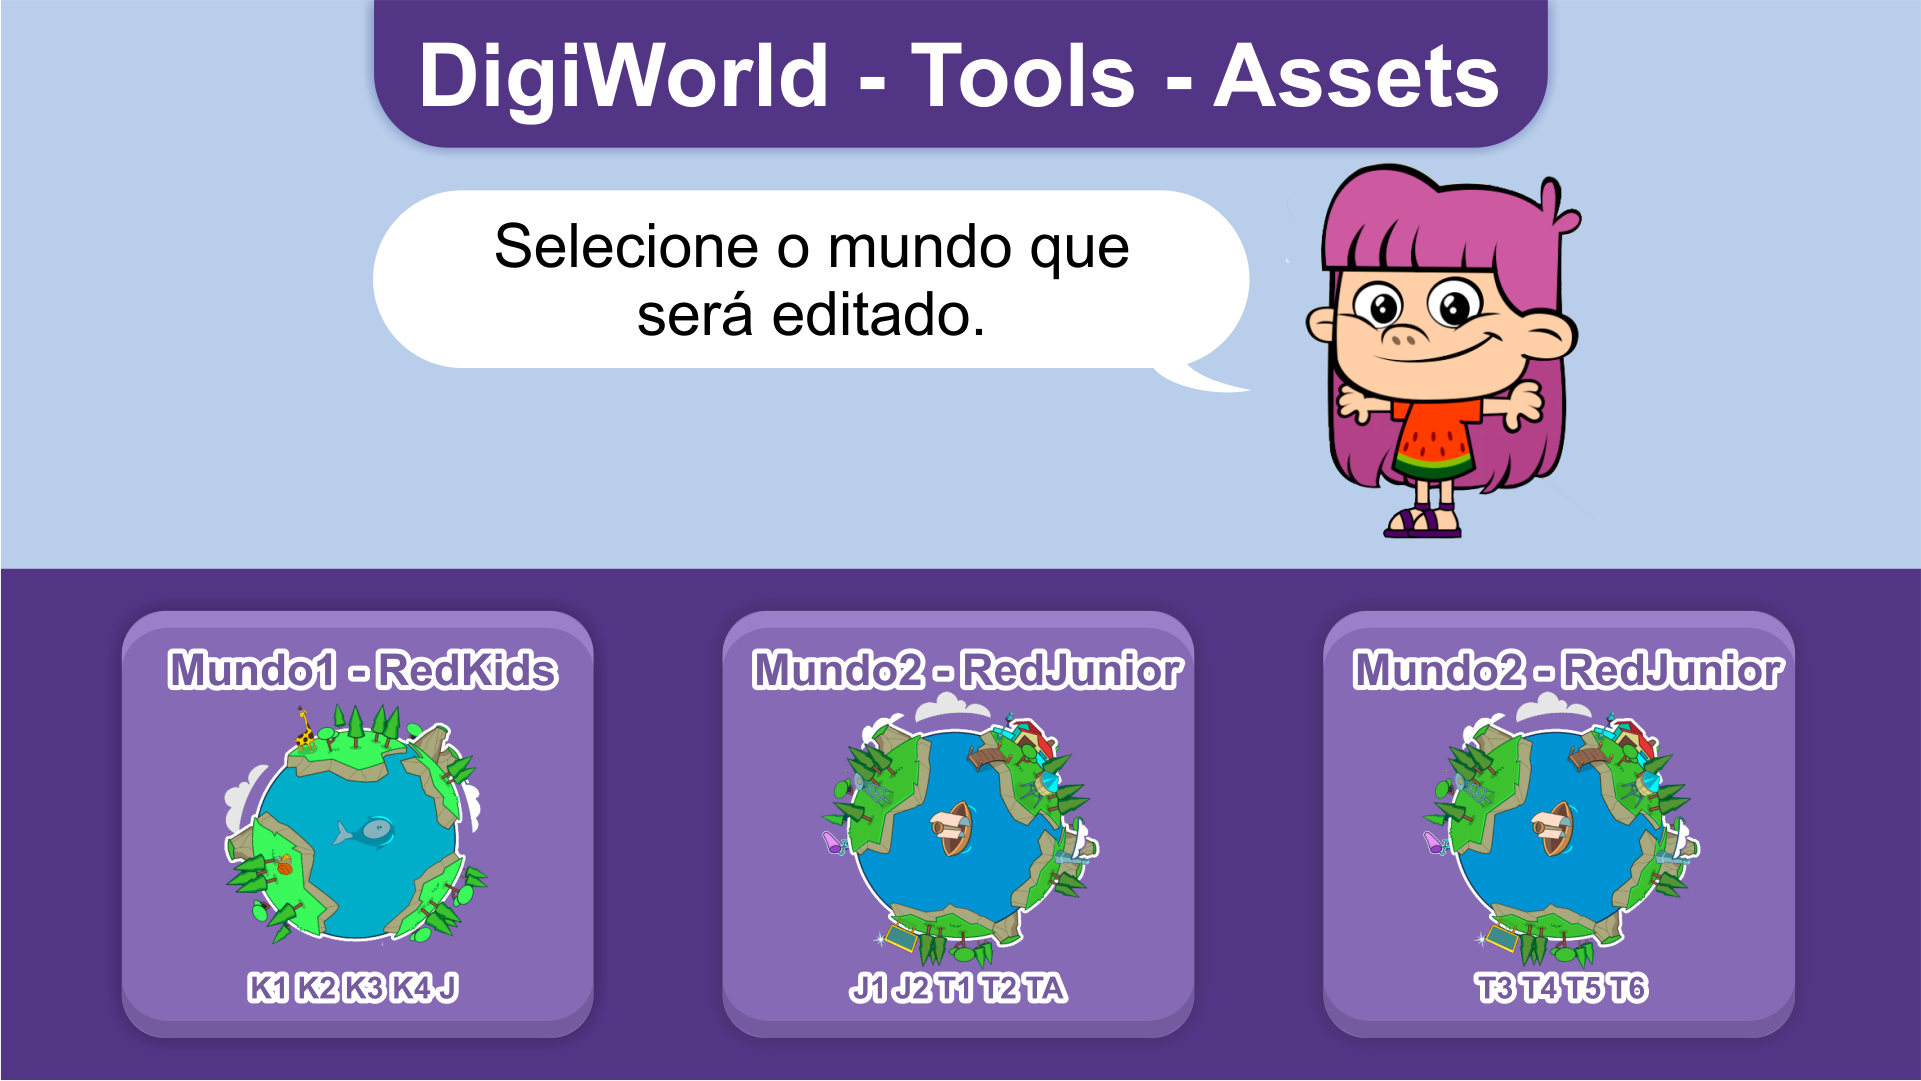 DigiWorld - Tools - Assets
Selecione o mundo que
será editado.
Mundo1 - RedKids
K1 K2 K3 K4 J
Mundo2 - RedJunior
J1 J2 T1 T2 TA
Mundo2 - RedJunior
T3 T4 T5 T6